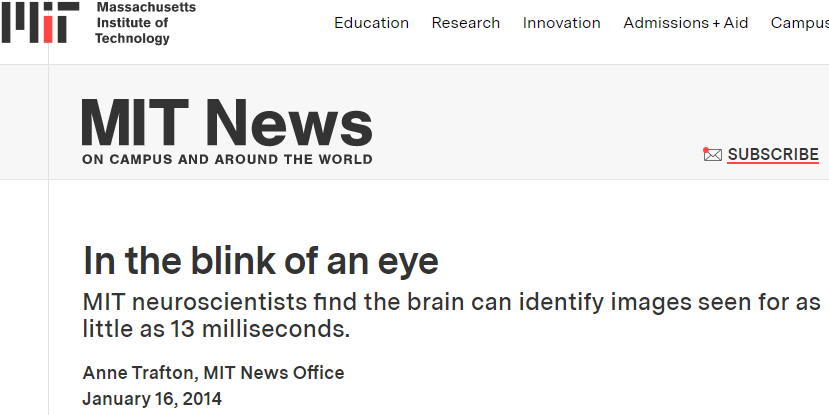 Massachusetts
Institute of
Technology
Education Research Innovation Admissions + Aid Campus
MIT News
ON CAMPUS AND AROUND THE WORLD
SUBSCRIBE
In the blink of an eye
MIT neuroscientists find the brain can identify images seen for as
little as 13 milliseconds.
Anne Trafton, MIT News Office
January 16, 2014